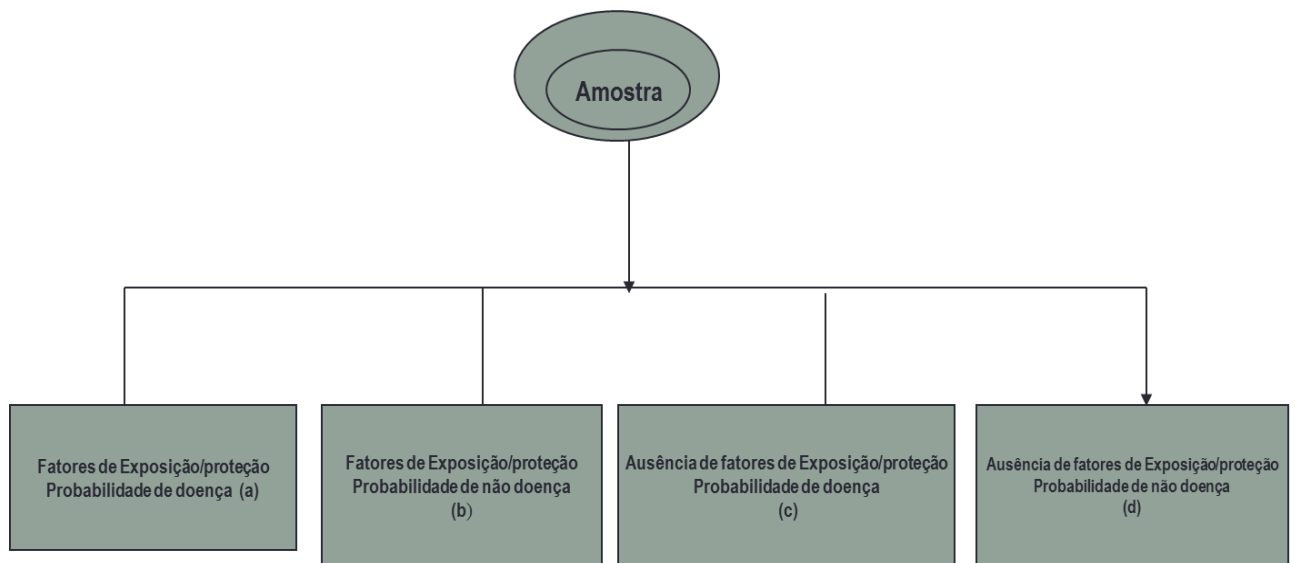 Amostra
Fatores de Exposição/proteção
Probabilidade de doença (a)
Fatores de Exposição/proteção
Probabilidade de não doença
(b)
Ausência de fatores de Exposição/proteção
Probabilidade de doença
(c)
Ausência de fatores de Exposição/proteção
Probabilidade de não doença
(d)